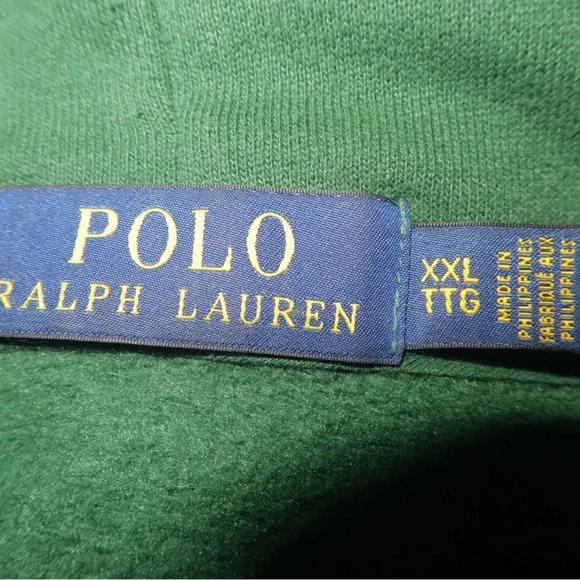 POLO
RALPH LAUREN
XXL
TTG
MADE IN
PHILIPPINES
FABRIQUÉ AUX
PHILIPPINES